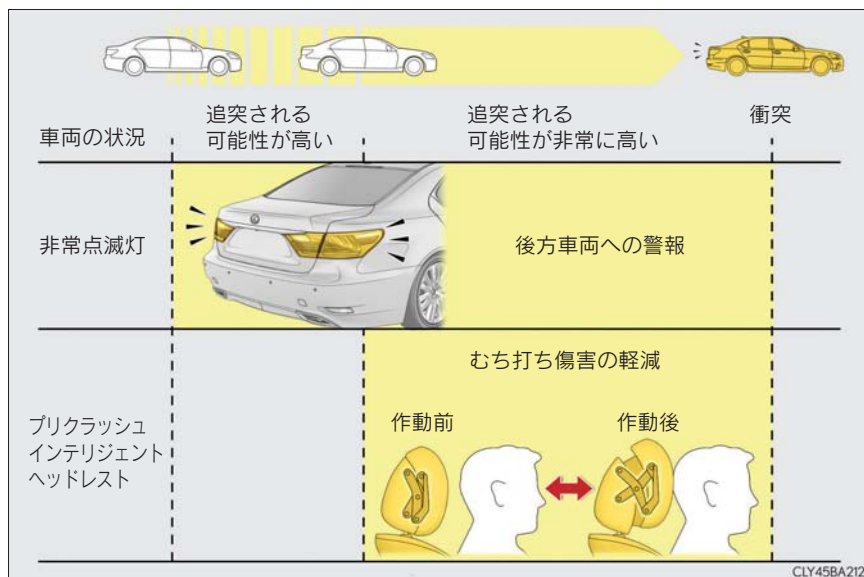 車両の状況
追突される
可能性が高い
追突される
可能性が非常に高い
衝突
非常点滅灯
後方車両への警報
プリクラッシュ
インテリジェント
ヘッドレスト
むち打ち傷害の軽減
作動前
作動後
CLY45BA212